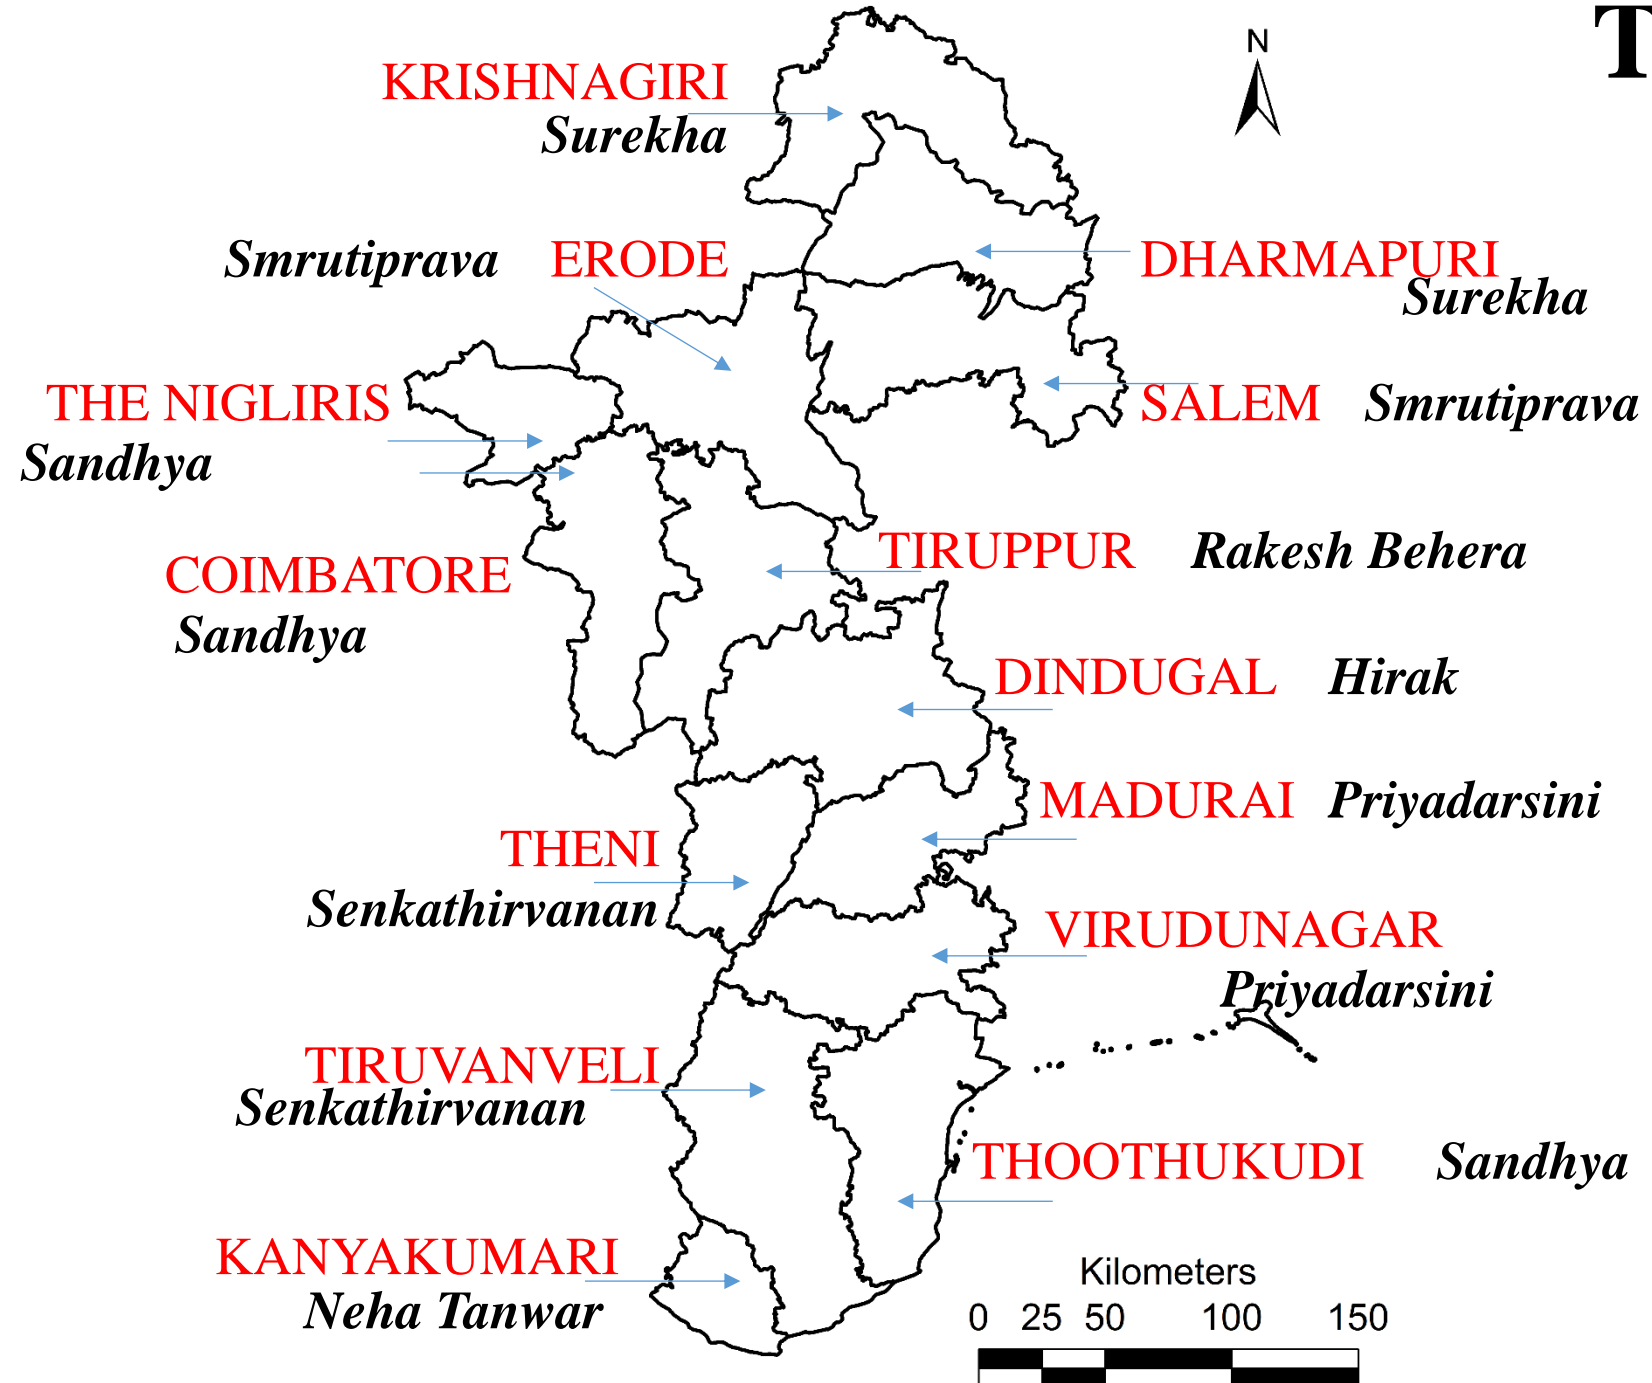 T
N
KRISHNAGIRI
Surekha
Smrutiprava ERODE
DHARMAPURI
Surekha
THE NIGLIRIS
Sandhya
SALEM Smrutiprava
COIMBATORE
Sandhya
TIRUPPUR Rakesh Behera
DINDUGAL Hirak
MADURAI Priyadarsini
THENI
Senkathirvanan
VIRUDUNAGAR
Priyadarsini
TIRUVANVELI
Senkathirvanan
THOOTHUKUDI Sandhya
KANYAKUMARI
Neha Tanwar
Kilometers
0 25 50 100 150